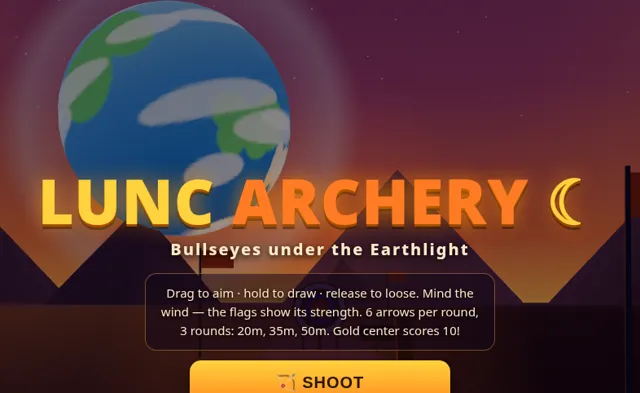 LUNC ARCHERY ☾
Bullseyes under the Earthlight
Drag to aim · hold to draw · release to loose. Mind the
wind — the flags show its strength. 6 arrows per round,
3 rounds: 20m, 35m, 50m. Gold center scores 10!
🏹 SHOOT